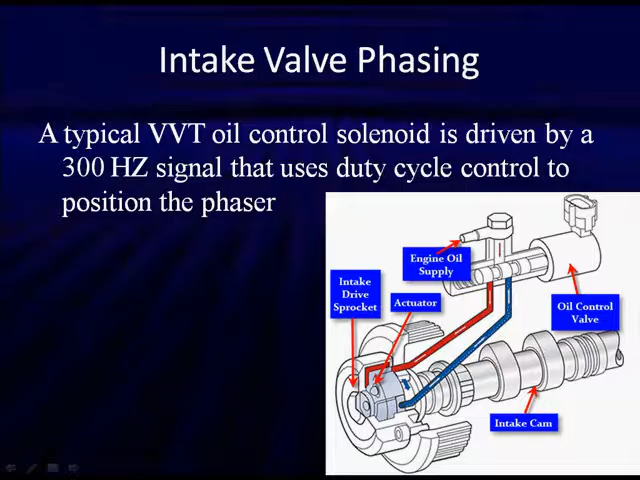 Intake Valve Phasing
A typical VVT oil control solenoid is driven by a
300 HZ signal that uses duty cycle control to
position the phaser
Engine Oil
Supply
Intake
Drive
Sprocket
Actuator
Oil Control
Valve
Intake Cam